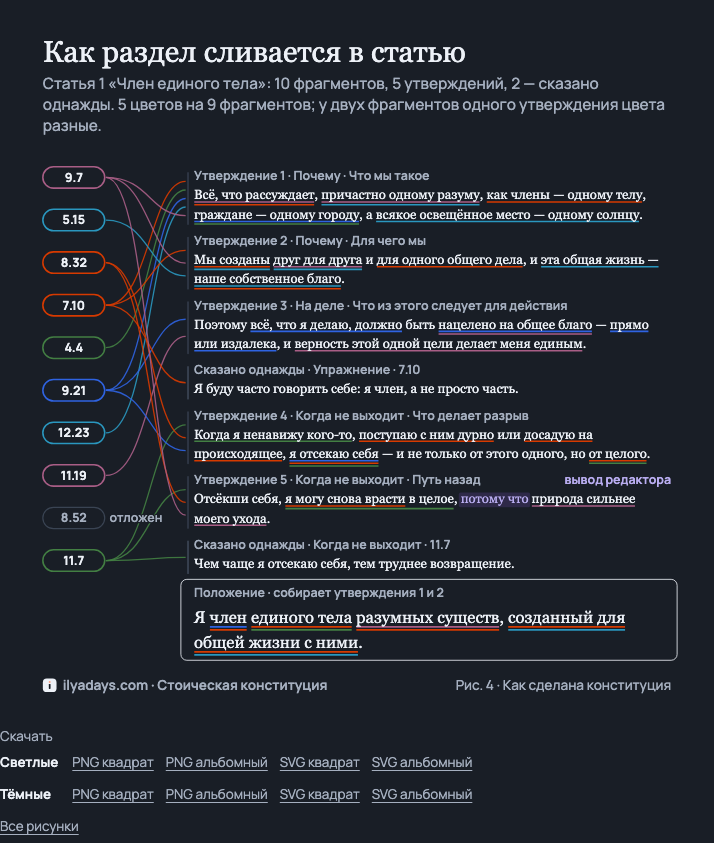 Как раздел сливается в статью
Статья 1 «Член единого тела»: 10 фрагментов, 5 утверждений, 2 — сказано
однажды. 5 цветов на 9 фрагментов; у двух фрагментов одного утверждения цвета
разные.
9.7
5.15
8.32
7.10
4.4
9.21
12.23
11.19
8.52 отложен
11.7
Утверждение 1 · Почему · Что мы такое
Всё, что рассуждает, причастно одному разуму, как члены — одному телу,
граждане — одному городу, а всякое освещённое место — одному солнцу.
Утверждение 2 · Почему · Для чего мы
Мы созданы друг для друга и для одного общего дела, и эта общая жизнь —
наше собственное благо.
Утверждение 3 · На деле · Что из этого следует для действия
Поэтому всё, что я делаю, должно быть нацелено на общее благо — прямо
или издалека, и верность этой одной цели делает меня единым.
Сказано однажды · Упражнение · 7.10
Я буду часто говорить себе: я член, а не просто часть.
Утверждение 4 · Когда не выходит · Что делает разрыв
Когда я ненавижу кого-то, поступаю с ним дурно или досадую на
происходящее, я отсекаю себя — и не только от этого одного, но от целого.
Утверждение 5 · Когда не выходит · Путь назад вывод редактора
Отсёкши себя, я могу снова врасти в целое, потому что природа сильнее
моего ухода.
Сказано однажды · Когда не выходит · 11.7
Чем чаще я отсекаю себя, тем труднее возвращение.
Положение · собирает утверждения 1 и 2
Я член единого тела разумных существ, созданный для
общей жизни с ними.
ilyadays.com · Стоическая конституция Рис. 4 · Как сделана конституция
Скачать
Светлые PNG квадрат PNG альбомный SVG квадрат SVG альбомный
Тёмные PNG квадрат PNG альбомный SVG квадрат SVG альбомный
Все рисунки